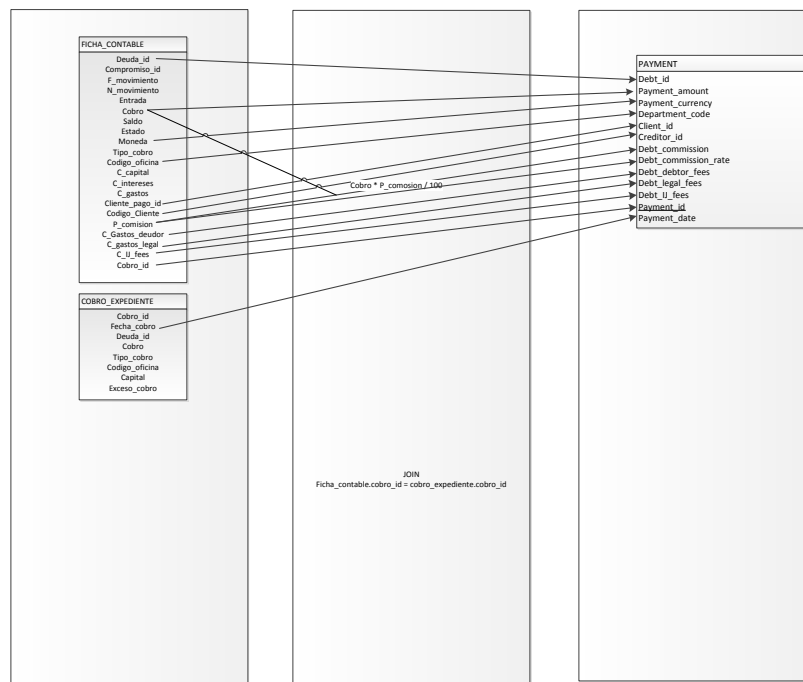 FICHA_CONTABLE
Deuda_id
Compromiso_id
F_movimiento
N_movimiento
Entrada
Cobro
Saldo
Estado
Moneda
Tipo_cobro
Codigo_oficina
C_capital
C_intereses
C_gastos
Cliente_pago_id
Codigo_Cliente
P_comision
C_Gastos_deudor
C_gastos_legal
C_IJ_fees
Cobro_id
COBRO_EXPEDIENTE
Cobro_id
Fecha_cobro
Deuda_id
Cobro
Tipo_cobro
Codigo_oficina
Capital
Exceso_cobro
Cobro * P_comosion / 100
JOIN
Ficha_contable.cobro_id = cobro_expediente.cobro_id
PAYMENT
Debt_id
Payment_amount
Payment_currency
Department_code
Client_id
Creditor_id
Debt_commission
Debt_commission_rate
Debt_debtor_fees
Debt_legal_fees
Debt_IJ_fees
Payment_id
Payment_date